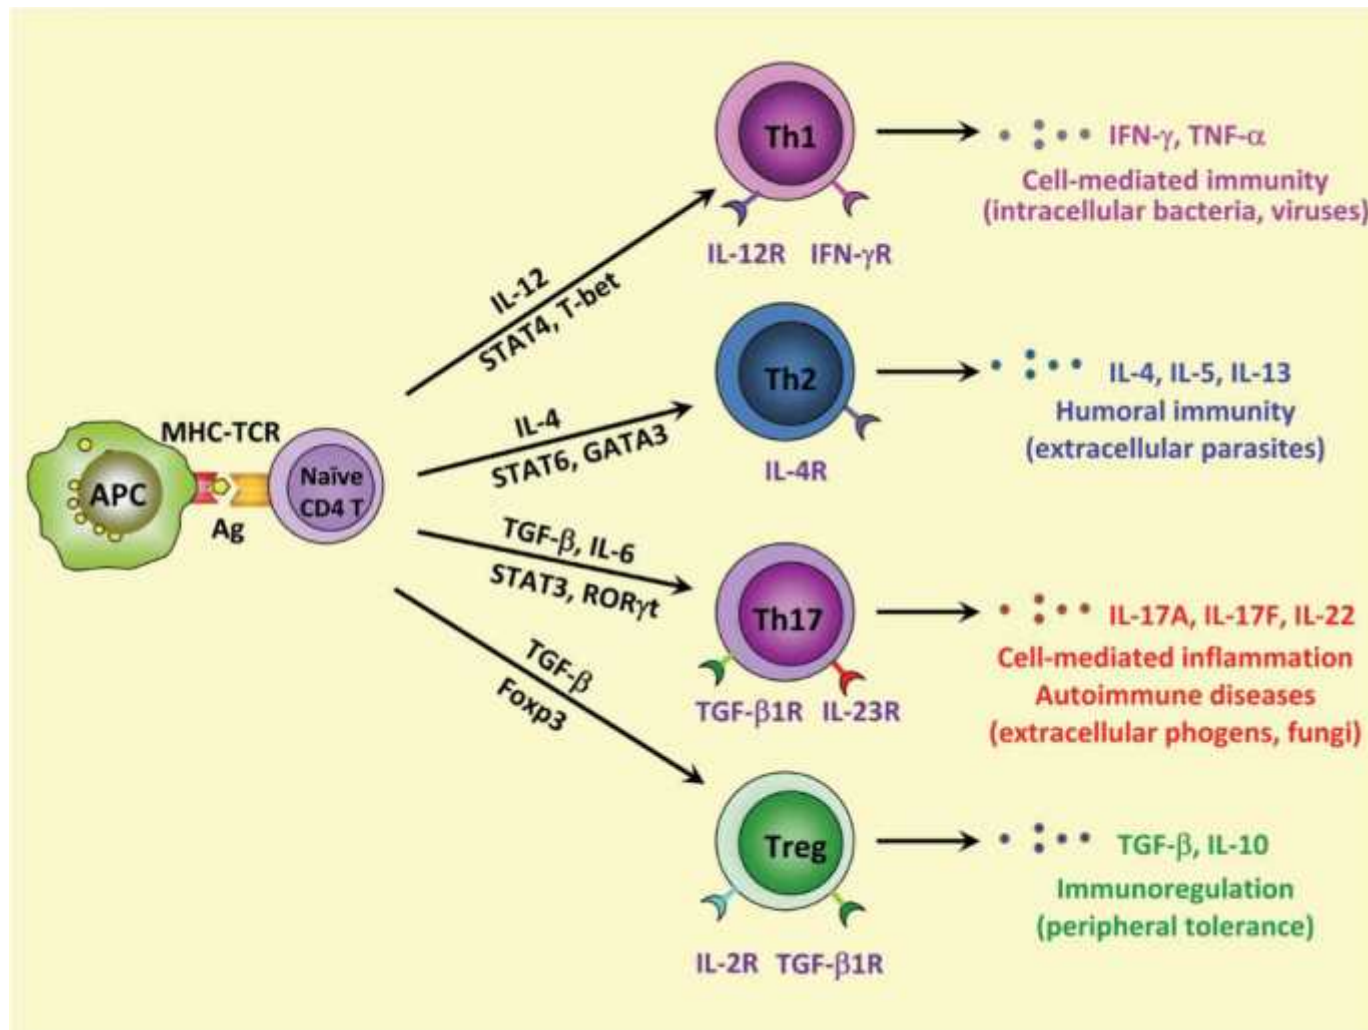 Th1
IFN-γ, TNF-α
Cell-mediated immunity
(intracellular bacteria, viruses)
IL-12R IFN-γR
IL-12
STAT4, T-bet
Th2
IL-4, IL-5, IL-13
Humoral immunity
(extracellular parasites)
IL-4R
IL-4
STAT6, GATA3
MHC-TCR
APC
Ag
Naïve
CD4 T
TGF-β, IL-6
STAT3, RORγt
Th17
IL-17A, IL-17F, IL-22
Cell-mediated inflammation
Autoimmune diseases
(extracellular phogens, fungi)
TGF-β1R IL-23R
TGF-β
Foxp3
Treg
TGF-β, IL-10
Immunoregulation
(peripheral tolerance)
IL-2R TGF-β1R